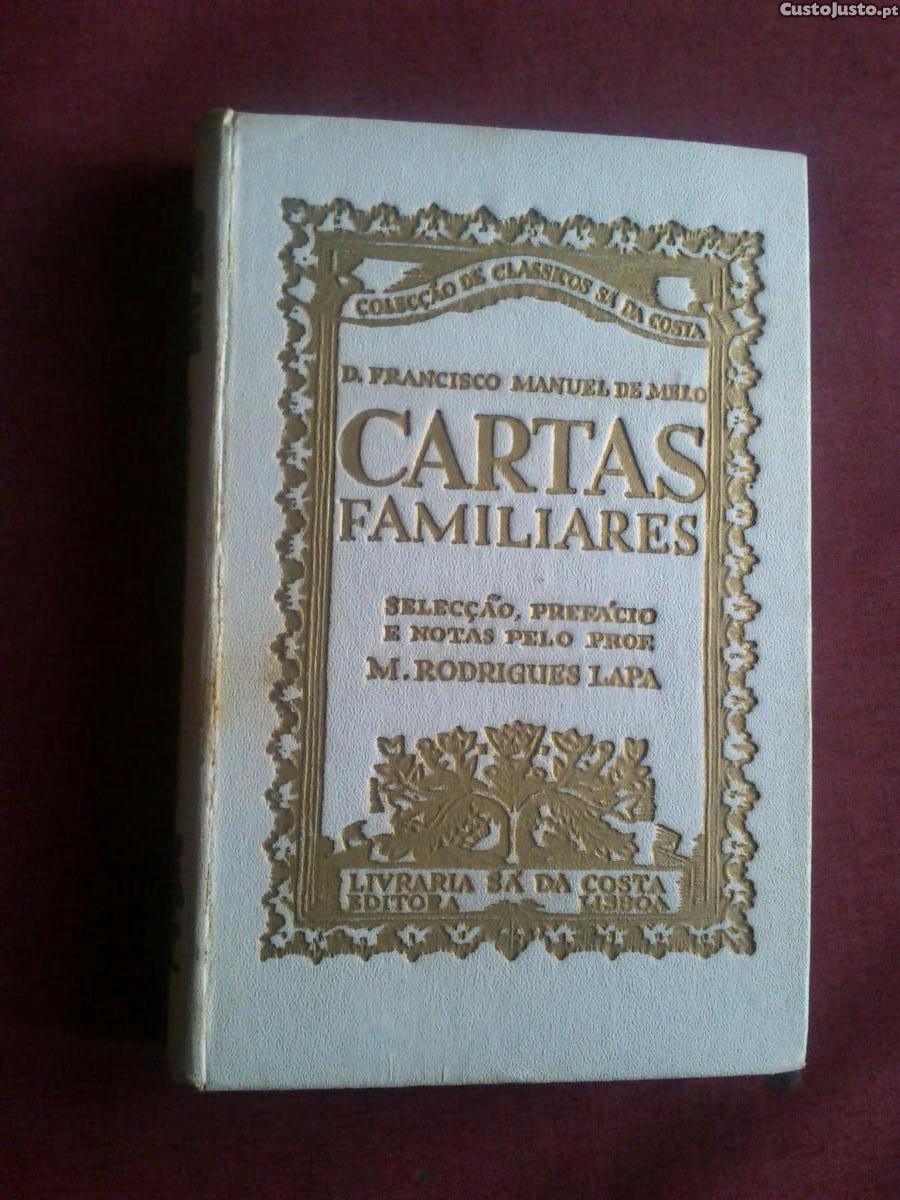 CustoJusto.pt
COLECÇÃO DE CLASSICOS SÁ DA COSTA
D. FRANCISCO MANUEL DE MELO
CARTAS
FAMILIARES
SELECÇÃO, PREFÁCIO
E NOTAS PELO PROF.
M. RODRIGUES LAPA
LIVRARIA SÁ DA COSTA
EDITORA LISBOA